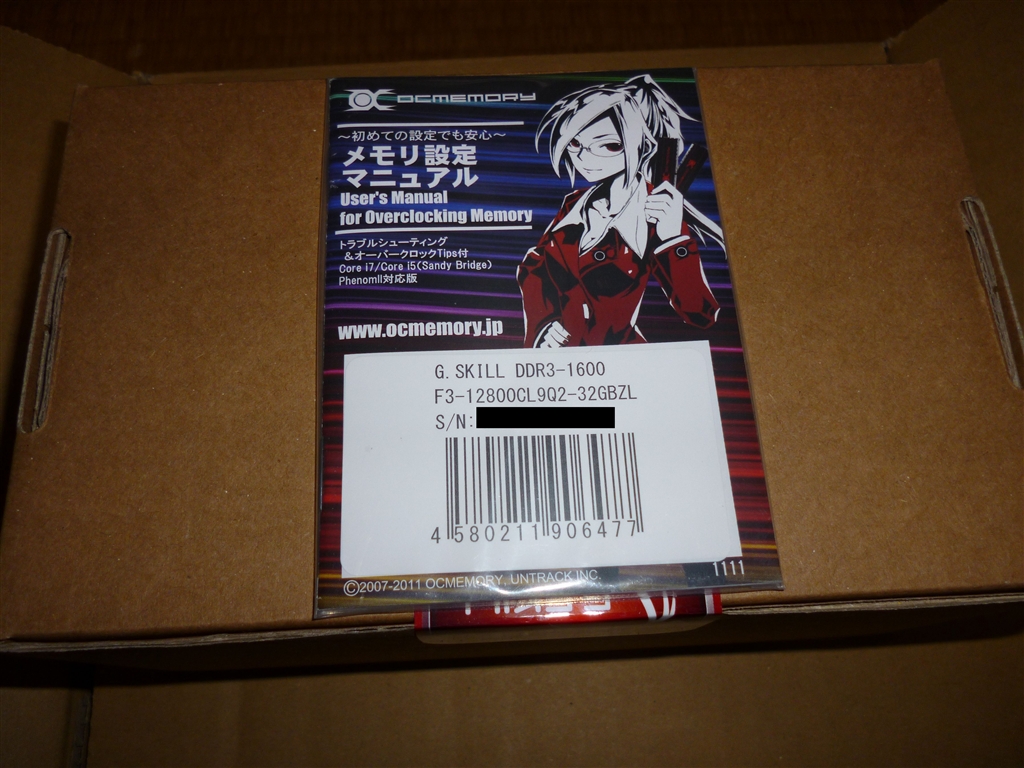 OCMEMORY
～初めての設定でも安心～
メモリ設定
マニュアル
User's Manual
for Overclocking Memory
トラブルシューティング
＆オーバークロックTips付
Core i7/Core i5(Sandy Bridge)
PhenomII対応版
www.ocmemory.jp
G.SKILL DDR3-1600
F3-12800CL9Q2-32GBZL
S/N:
4 580211 906477
©2007-2011 OCMEMORY, UNTRACK INC.
1111